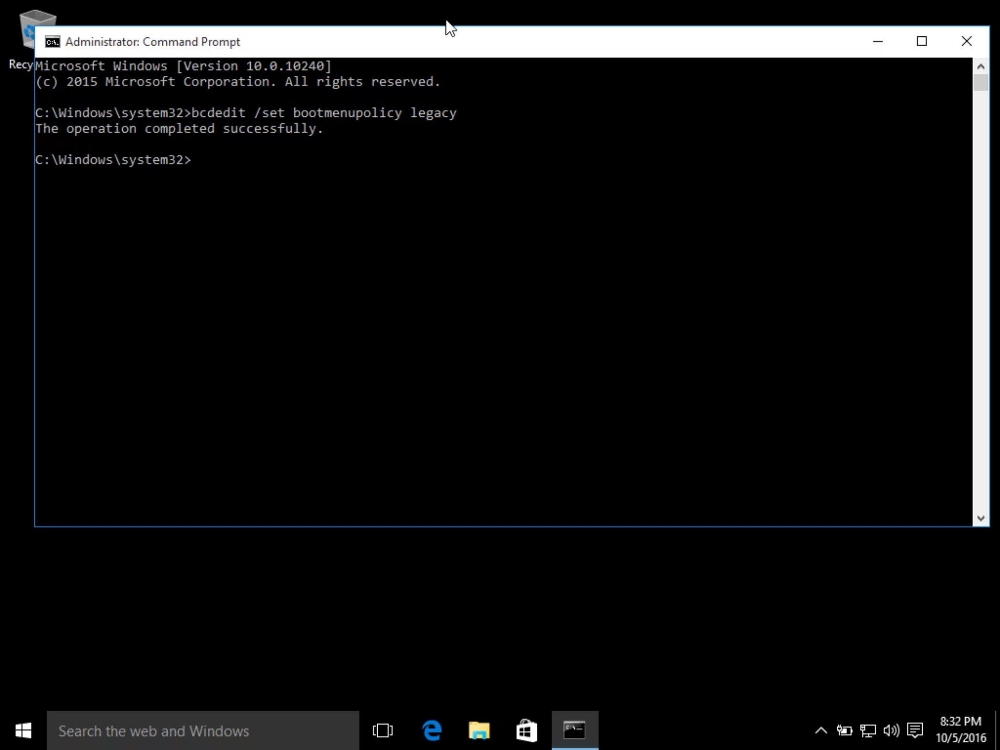 Administrator: Command Prompt
Recy
Microsoft Windows [Version 10.0.10240]
(c) 2015 Microsoft Corporation. All rights reserved.
C:\Windows\system32>bcdedit /set bootmenupolicy legacy
The operation completed successfully.
C:\Windows\system32>
Search the web and Windows
8:32 PM
10/5/2016